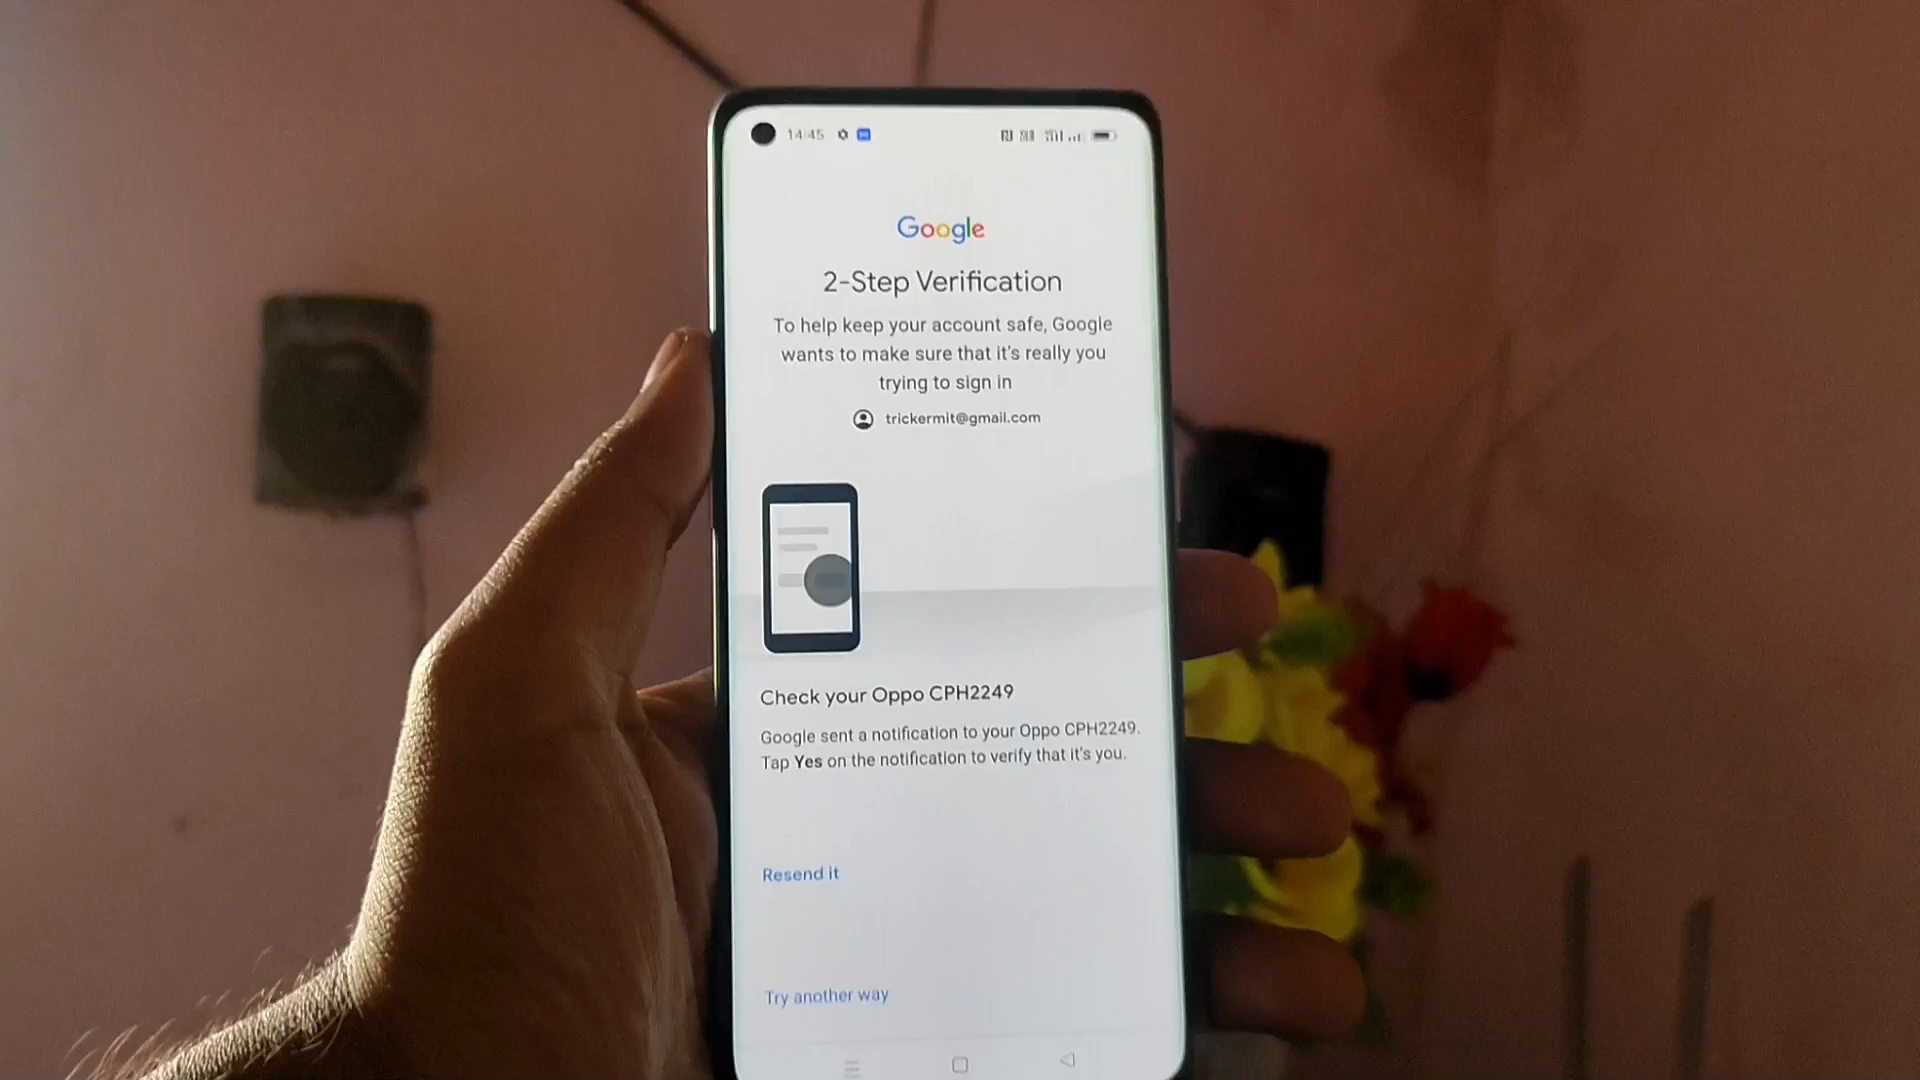 14:45
Google
2-Step Verification
To help keep your account safe, Google
wants to make sure that it's really you
trying to sign in
trickermit@gmail.com
Check your Oppo CPH2249
Google sent a notification to your Oppo CPH2249.
Tap Yes on the notification to verify that it's you.
Resend it
Try another way